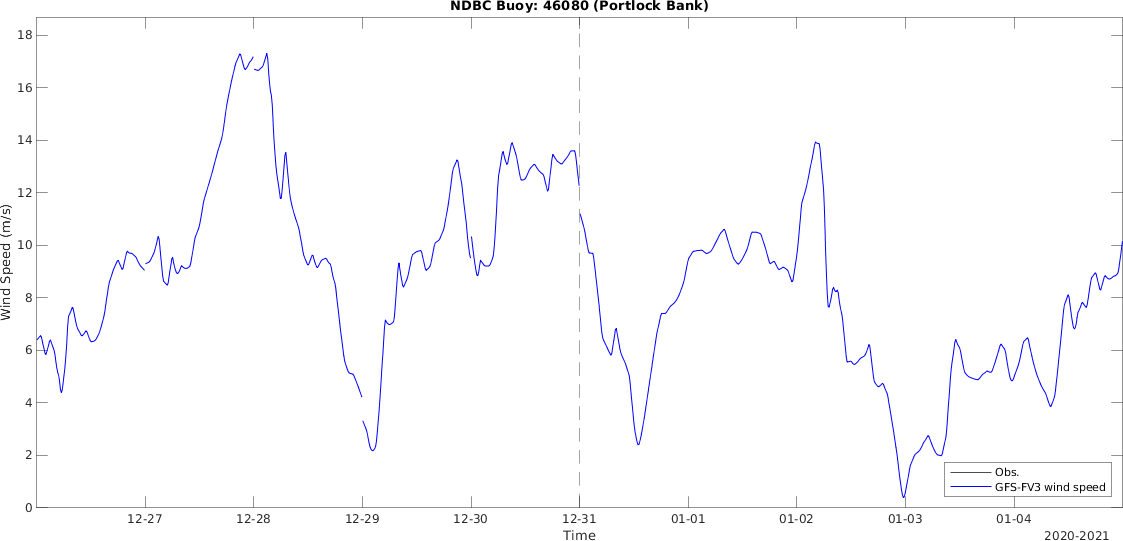 NDBC Buoy: 46080 (Portlock Bank)
18
16
14
12
10
8
6
4
2
0
Wind Speed (m/s)
12-27 12-28 12-29 12-30 12-31 01-01 01-02 01-03 01-04
Time
2020-2021
Obs.
GFS-FV3 wind speed